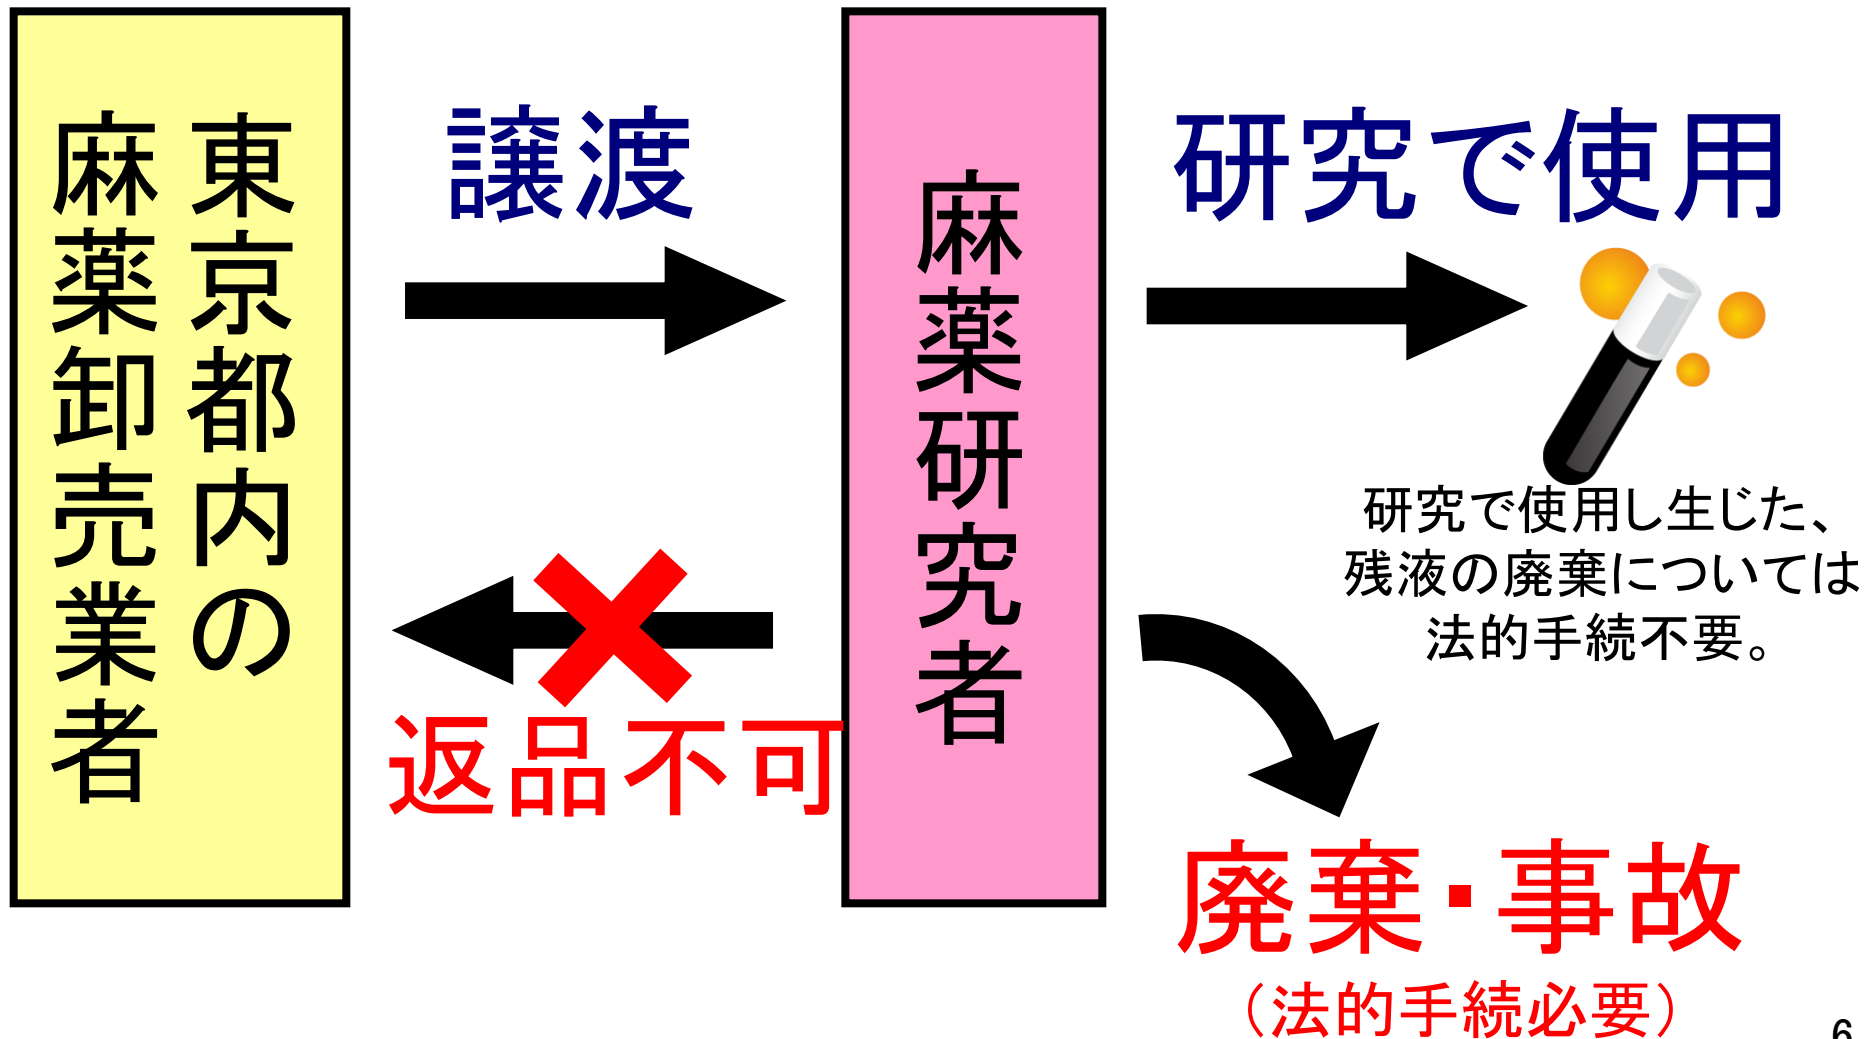 東京都内の
麻薬卸売業者
譲渡
返品不可
麻薬研究者
研究で使用
研究で使用し生じた、
残液の廃棄については
法的手続不要。
廃棄・事故
（法的手続必要）
6